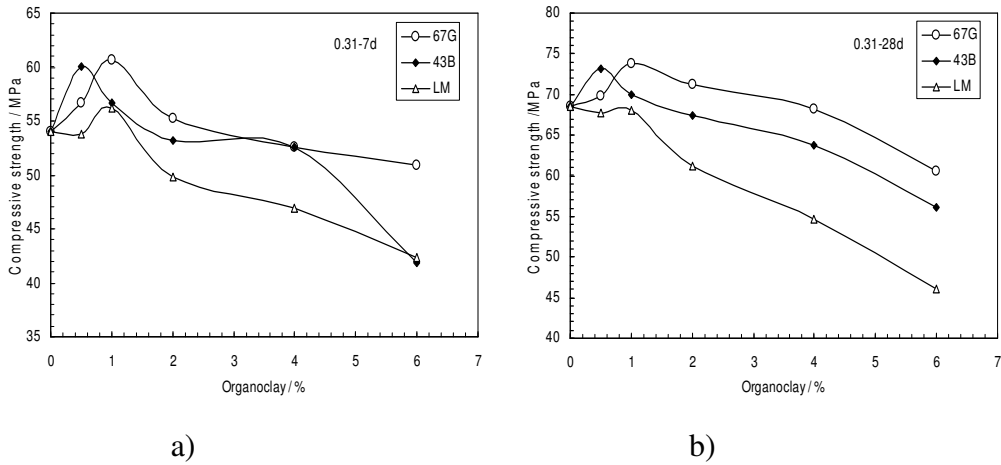 65
60
55
50
45
40
35
Compressive strength / MPa
0 1 2 3 4 5 6 7
Organoclay / %
0.31-7d
67G
43B
LM
a)
80
75
70
65
60
55
50
45
40
Compressive strength /MPa
0 1 2 3 4 5 6 7
Organoclay / %
0.31-28d
67G
43B
LM
b)